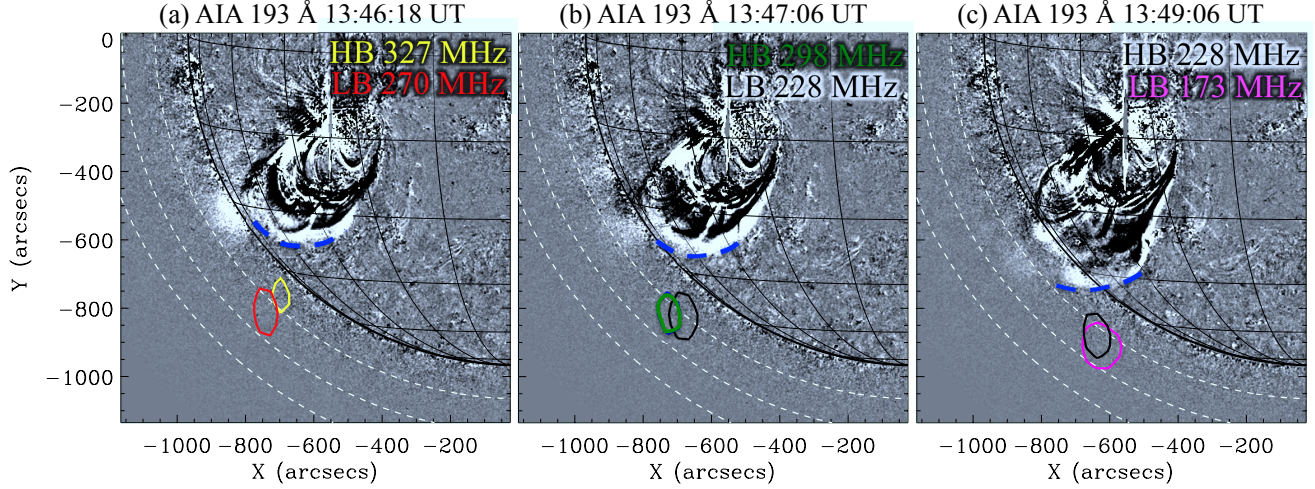 (a) AIA 193 Å 13:46:18 UT
(b) AIA 193 Å 13:47:06 UT
(c) AIA 193 Å 13:49:06 UT
HB 327 MHz
LB 270 MHz
HB 298 MHz
LB 228 MHz
HB 228 MHz
LB 173 MHz
0
−200
−400
−600
−800
−1000
Y (arcsecs)
−1000 −800 −600 −400 −200
−1000 −800 −600 −400 −200
−1000 −800 −600 −400 −200
X (arcsecs)
X (arcsecs)
X (arcsecs)